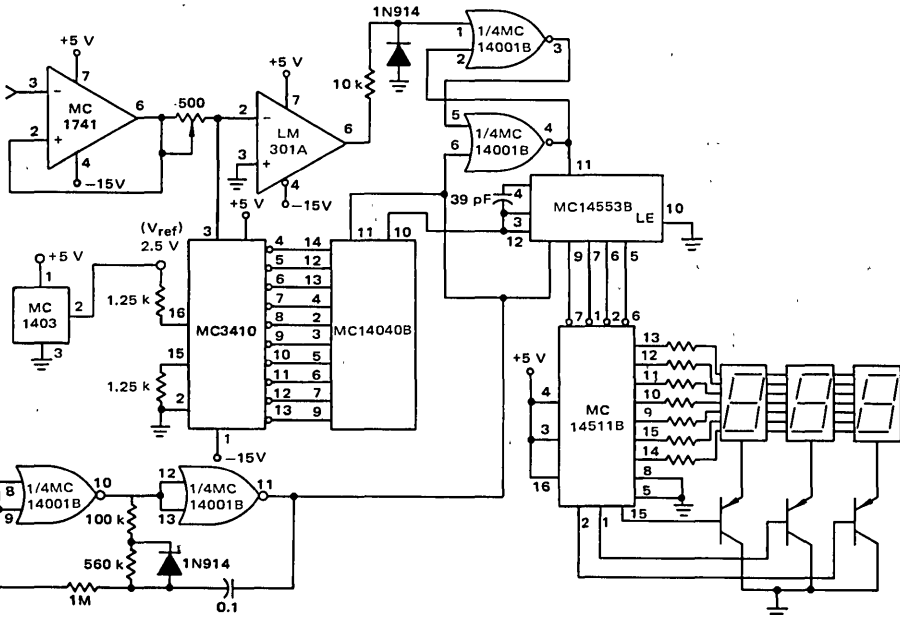 1N914
+5 V
7
3
−
MC
1741
6
2
+
4
−15V
500
+5 V
7
2
−
LM
301A
6
3
+
4
−15V
10 k
1
1/4MC
14001B
2
3
5
1/4MC
14001B
6
4
11
39 pF
4
MC14553B
LE
10
3
12
9
7
6
5
(Vref)
2.5 V
3
+5 V
+5 V
1
MC
1403
2
3
1.25 k
16
15
1.25 k
2
MC3410
1
−15V
4
14
5
12
6
13
7
4
8
2
9
3
10
5
11
6
12
7
13
9
11
10
MC14040B
+5 V
4
3
16
7
1
2
6
MC
14511B
13
12
11
10
9
15
14
8
5
2
1
15
8
1/4MC
14001B
9
10
12
1/4MC
14001B
13
11
100 k
560 k
1N914
1M
0.1